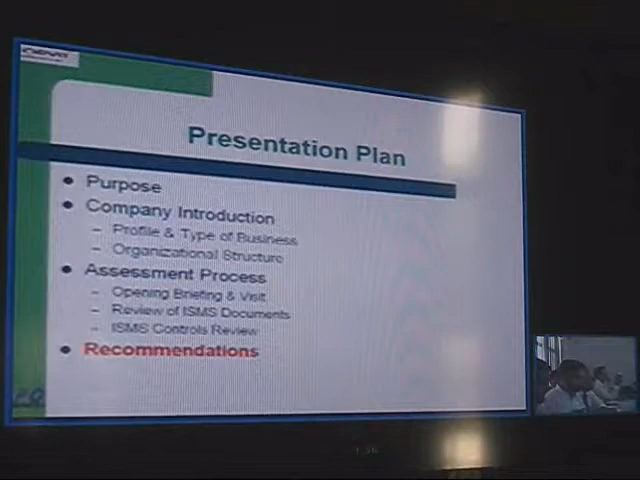 Presentation Plan
Purpose
Company Introduction
– Profile & Type of Business
– Organizational Structure
Assessment Process
– Opening Briefing & Visit
– Review of ISMS Documents
– ISMS Controls Review
Recommendations